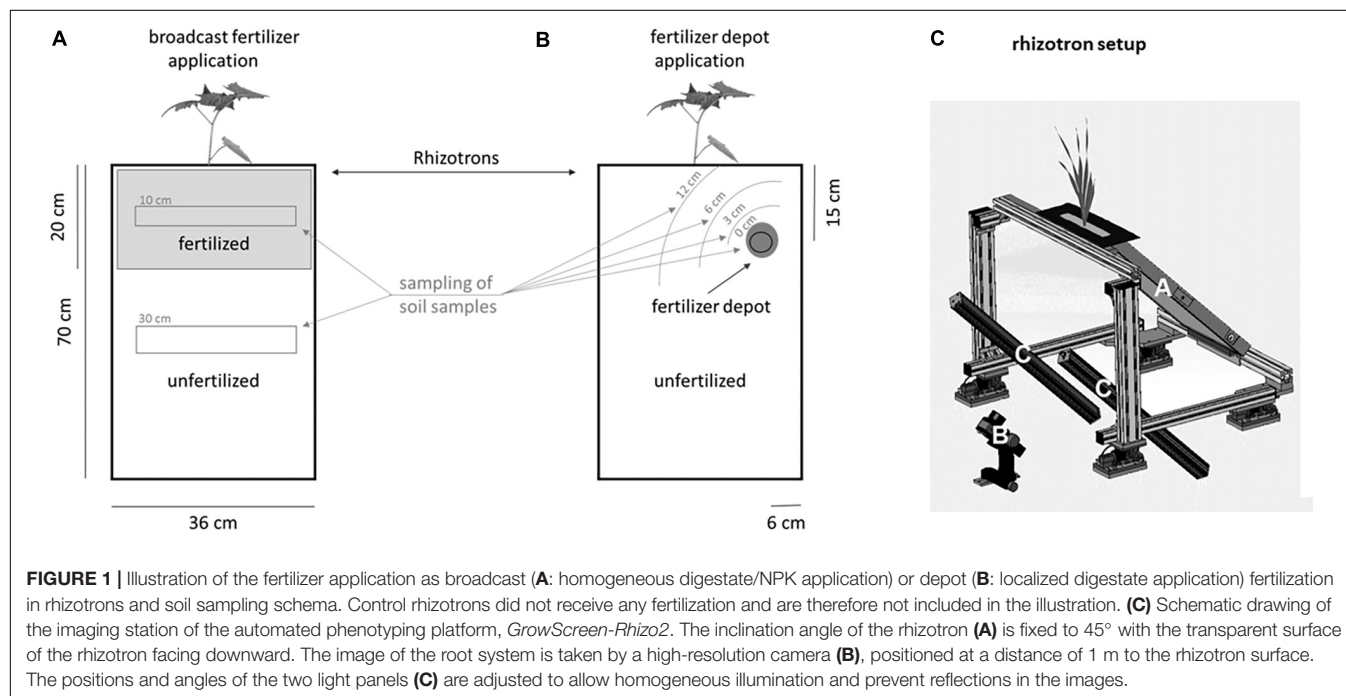 A
broadcast fertilizer
application
B
fertilizer depot
application
C
rhizotron setup
Rhizotrons
20 cm
70 cm
10 cm
fertilized
30 cm
unfertilized
36 cm
sampling of
soil samples
12 cm
6 cm
3 cm
0 cm
15 cm
fertilizer depot
unfertilized
6 cm
A
C
C
B
FIGURE 1 | Illustration of the fertilizer application as broadcast (A: homogeneous digestate/NPK application) or depot (B: localized digestate application) fertilization
in rhizotrons and soil sampling schema. Control rhizotrons did not receive any fertilization and are therefore not included in the illustration. (C) Schematic drawing of
the imaging station of the automated phenotyping platform, GrowScreen-Rhizo2. The inclination angle of the rhizotron (A) is fixed to 45° with the transparent surface
of the rhizotron facing downward. The image of the root system is taken by a high-resolution camera (B), positioned at a distance of 1 m to the rhizotron surface.
The positions and angles of the two light panels (C) are adjusted to allow homogeneous illumination and prevent reflections in the images.